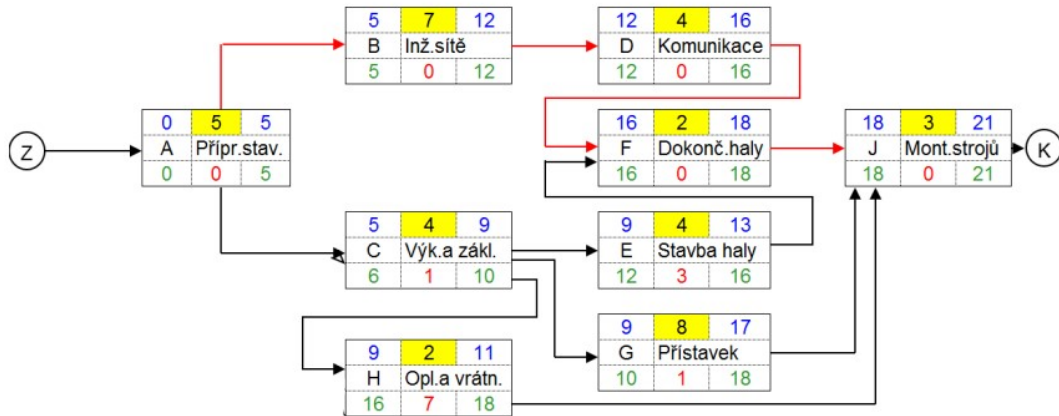 5 7 12
B Inž.sítě
5 0 12
12 4 16
D Komunikace
12 0 16
Z
0 5 5
A Přípr.stav.
0 0 5
16 2 18
F Dokonč.haly
16 0 18
18 3 21
J Mont.strojů
18 0 21
K
5 4 9
C Výk.a zákl.
6 1 10
9 4 13
E Stavba haly
12 3 16
9 8 17
G Přístavek
10 1 18
9 2 11
H Opl.a vrátn.
16 7 18